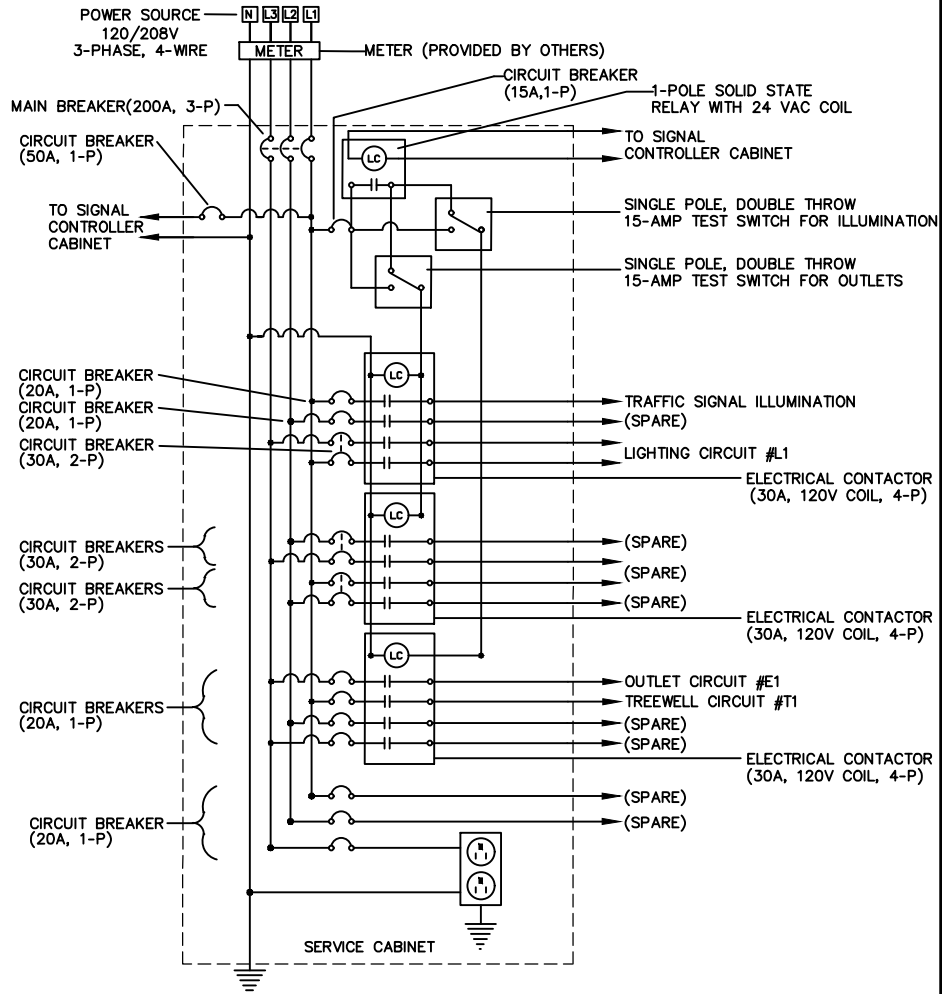 POWER SOURCE
120/208V
3-PHASE, 4-WIRE
N L3 L2 L1
METER
METER (PROVIDED BY OTHERS)
CIRCUIT BREAKER
(15A,1-P)
1-POLE SOLID STATE
RELAY WITH 24 VAC COIL
MAIN BREAKER(200A, 3-P)
CIRCUIT BREAKER
(50A, 1-P)
TO SIGNAL
CONTROLLER CABINET
LC
TO SIGNAL
CONTROLLER
CABINET
SINGLE POLE, DOUBLE THROW
15-AMP TEST SWITCH FOR ILLUMINATION
SINGLE POLE, DOUBLE THROW
15-AMP TEST SWITCH FOR OUTLETS
LC
CIRCUIT BREAKER
(20A, 1-P)
CIRCUIT BREAKER
(20A, 1-P)
CIRCUIT BREAKER
(30A, 2-P)
TRAFFIC SIGNAL ILLUMINATION
(SPARE)
LIGHTING CIRCUIT #L1
ELECTRICAL CONTACTOR
(30A, 120V COIL, 4-P)
LC
CIRCUIT BREAKERS
(30A, 2-P)
CIRCUIT BREAKERS
(30A, 2-P)
(SPARE)
(SPARE)
(SPARE)
ELECTRICAL CONTACTOR
(30A, 120V COIL, 4-P)
LC
CIRCUIT BREAKERS
(20A, 1-P)
OUTLET CIRCUIT #E1
TREEWELL CIRCUIT #T1
(SPARE)
(SPARE)
ELECTRICAL CONTACTOR
(30A, 120V COIL, 4-P)
CIRCUIT BREAKER
(20A, 1-P)
(SPARE)
(SPARE)
SERVICE CABINET